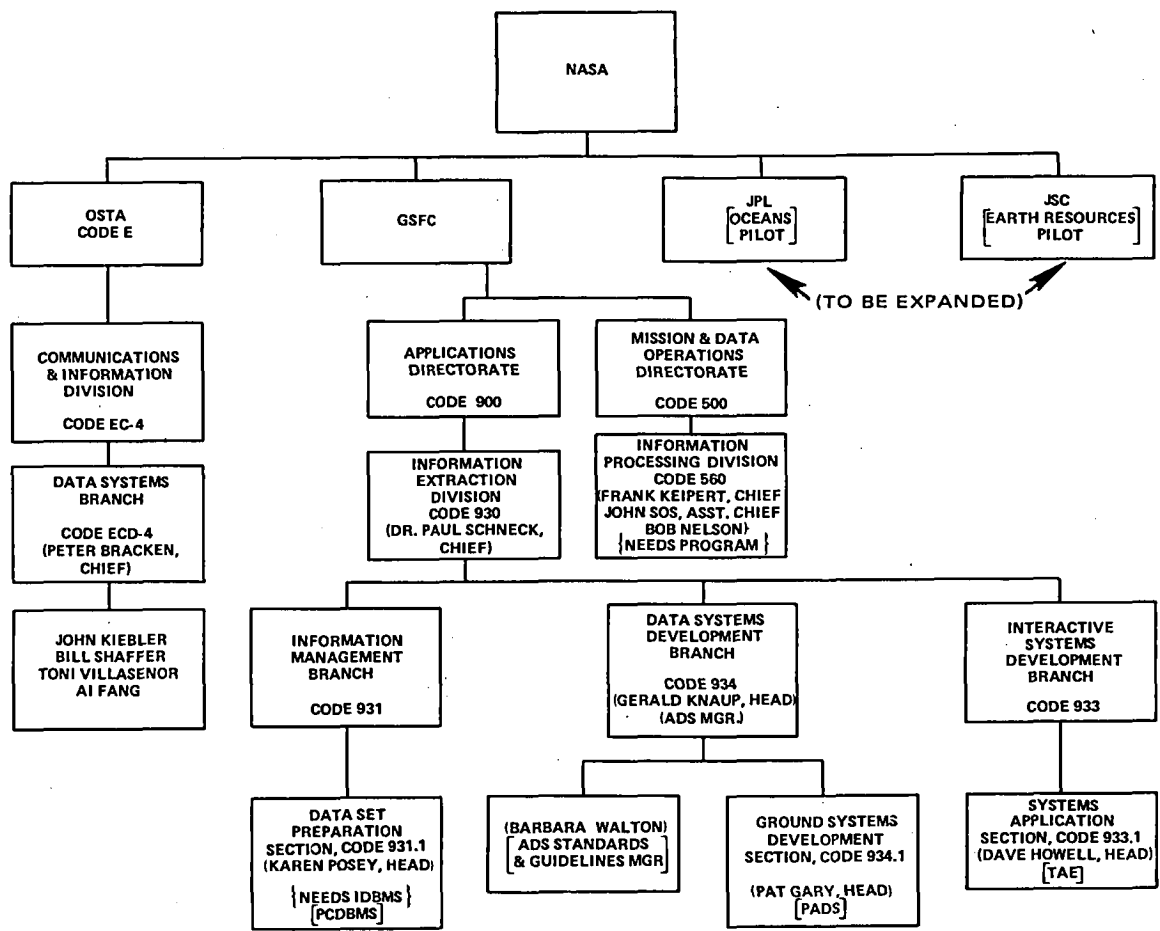 NASA
OSTA
CODE E
GSFC
JPL
[OCEANS
PILOT]
JSC
[EARTH RESOURCES
PILOT]
(TO BE EXPANDED)
COMMUNICATIONS
& INFORMATION
DIVISION
CODE EC-4
APPLICATIONS
DIRECTORATE
CODE 900
MISSION & DATA
OPERATIONS
DIRECTORATE
CODE 500
DATA SYSTEMS
BRANCH
CODE ECD-4
(PETER BRACKEN,
CHIEF)
INFORMATION
EXTRACTION
DIVISION
CODE 930
(DR. PAUL SCHNECK,
CHIEF)
INFORMATION
PROCESSING DIVISION
CODE 560
(FRANK KEIPERT, CHIEF
JOHN SOS, ASST. CHIEF
BOB NELSON)
{NEEDS PROGRAM}
JOHN KIEBLER
BILL SHAFFER
TONI VILLASENOR
AI FANG
INFORMATION
MANAGEMENT
BRANCH
CODE 931
DATA SYSTEMS
DEVELOPMENT
BRANCH
CODE 934
(GERALD KNAUP, HEAD)
(ADS MGR.)
INTERACTIVE
SYSTEMS
DEVELOPMENT
BRANCH
CODE 933
DATA SET
PREPARATION
SECTION, CODE 931.1
(KAREN POSEY, HEAD)
{NEEDS IDBMS}
[PCDBMS]
(BARBARA WALTON)
[ADS STANDARDS
& GUIDELINES MGR]
GROUND SYSTEMS
DEVELOPMENT
SECTION, CODE 934.1
(PAT GARY, HEAD)
[PADS]
SYSTEMS
APPLICATION
SECTION, CODE 933.1
(DAVE HOWELL, HEAD)
[TAE]